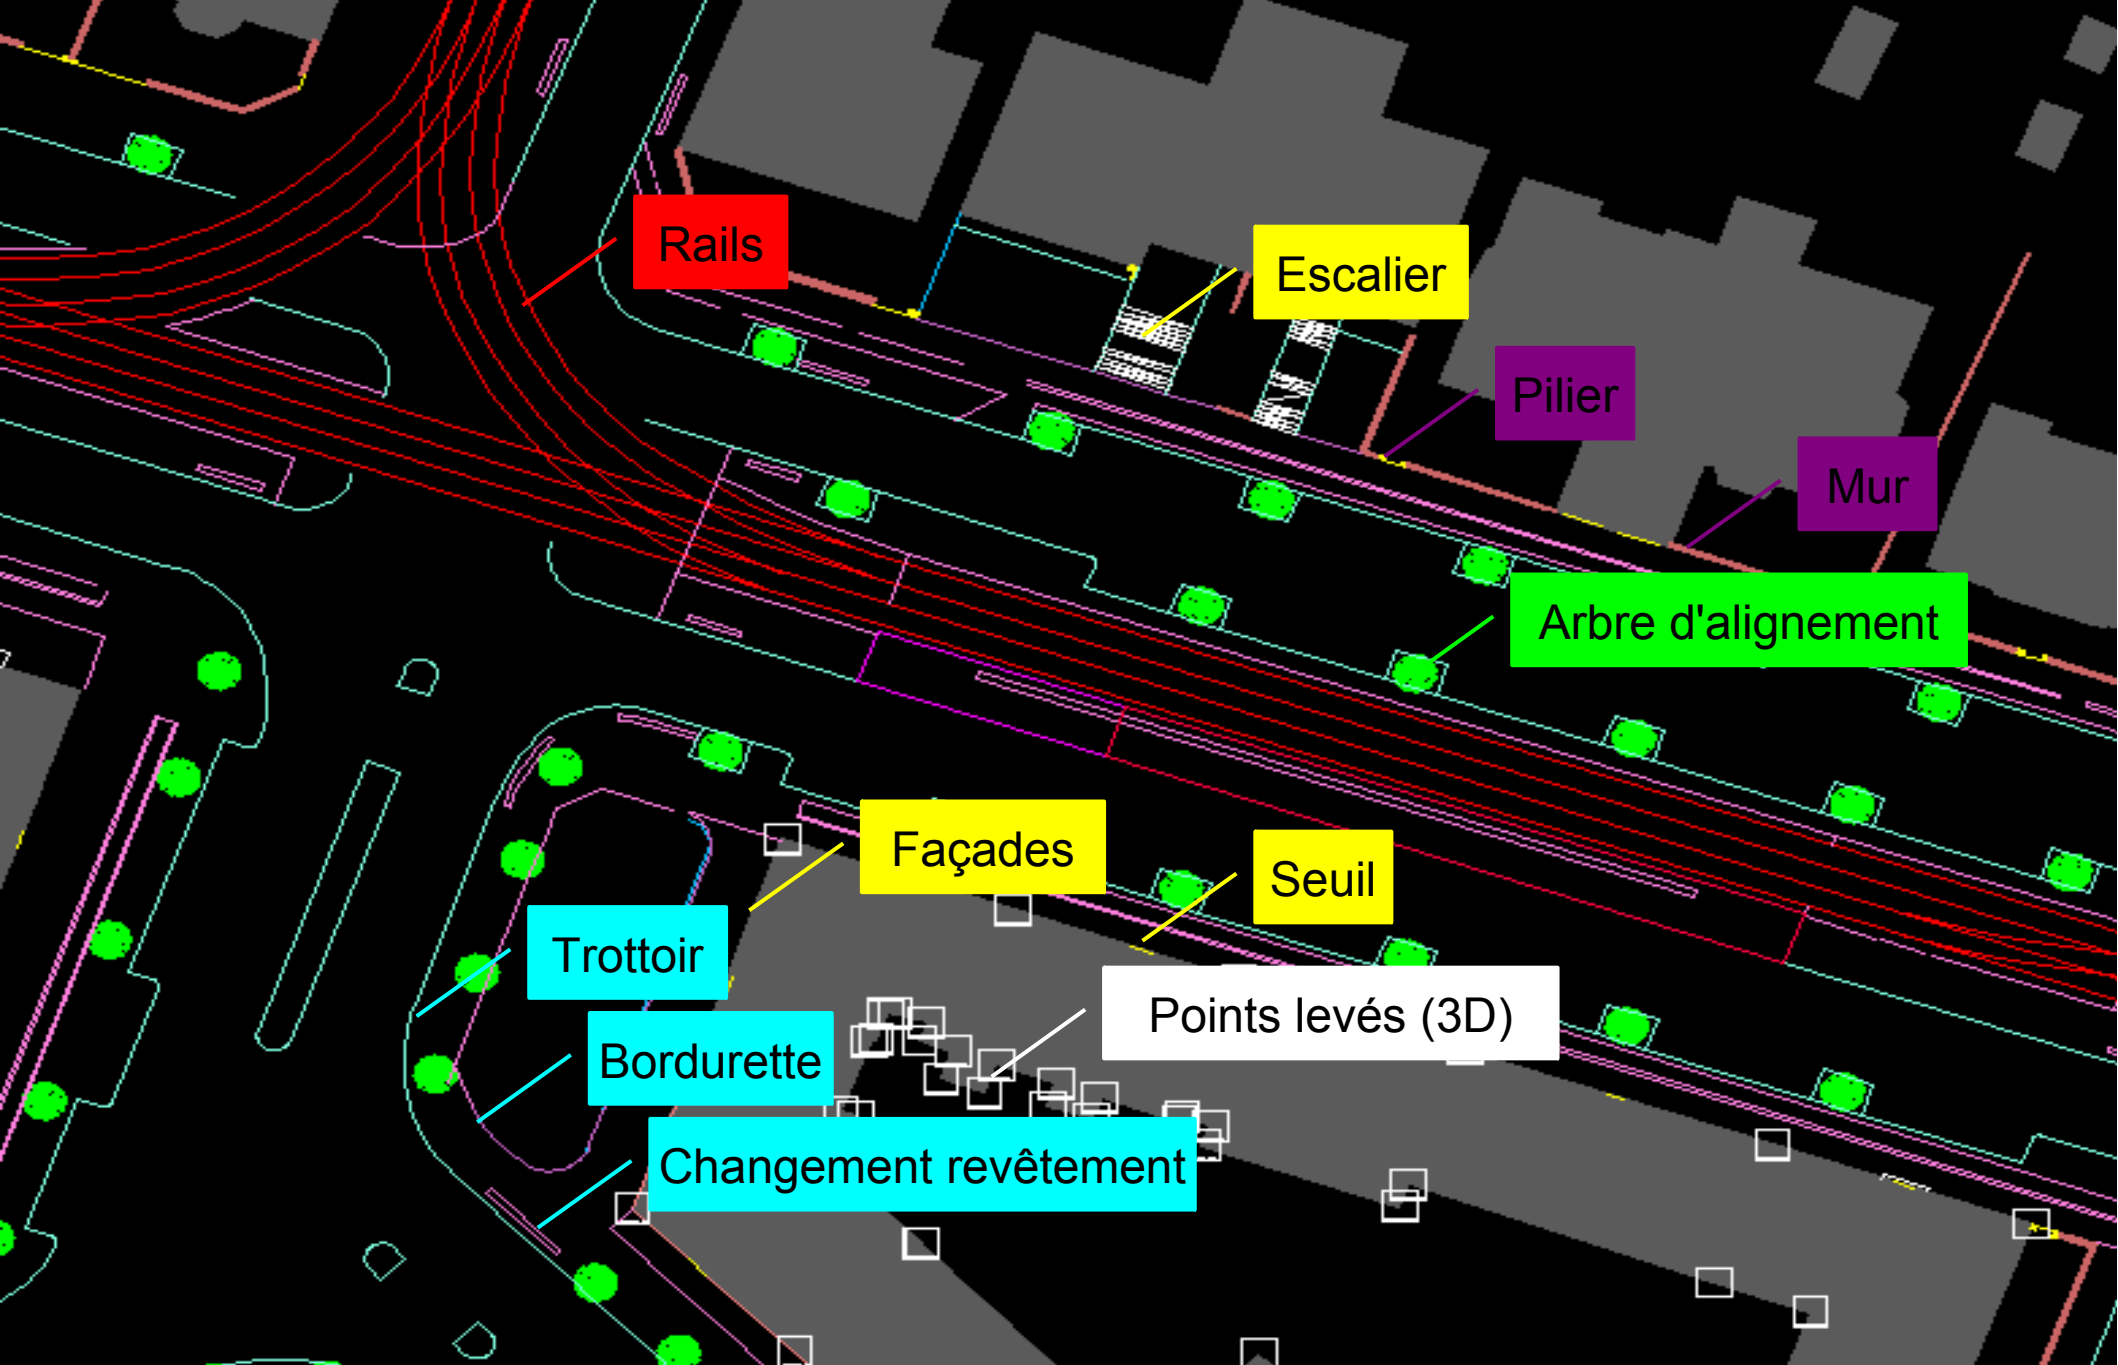 Rails
Escalier
Pilier
Mur
Arbre d'alignement
Façades
Seuil
Trottoir
Points levés (3D)
Bordurette
Changement revêtement